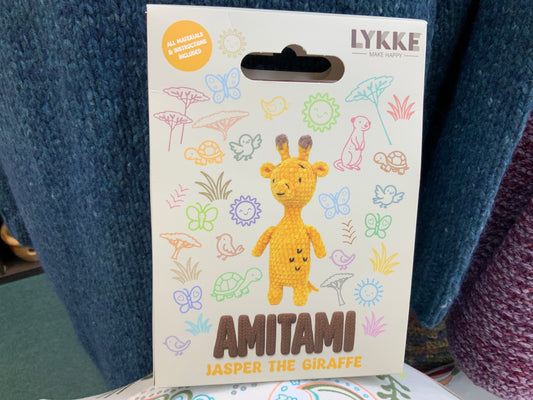 ALL MATERIALS
& INSTRUCTIONS
INCLUDED
LYKKE
MAKE HAPPY
AMITAMI
JASPER THE GiRAFFE